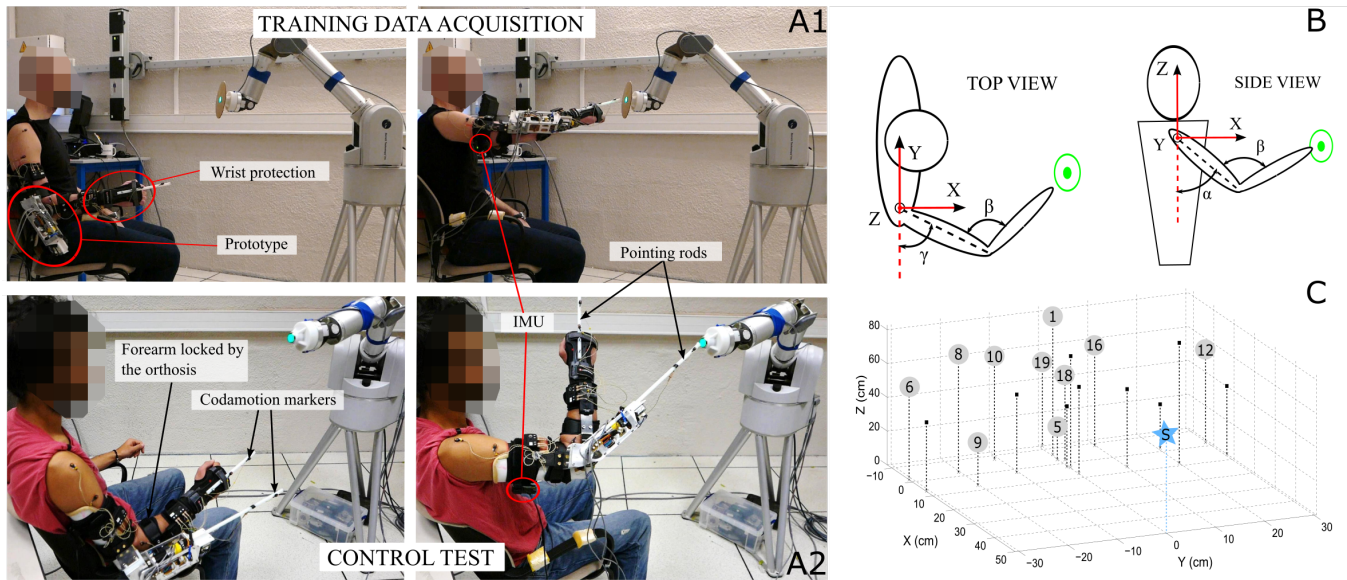 TRAINING DATA ACQUISITION
A1
Wrist protection
Prototype
Pointing rods
IMU
Forearm locked by
the orthosis
Codamotion markers
CONTROL TEST
A2
B
TOP VIEW
SIDE VIEW
Y
X
Z
β
γ
Z
X
Y
β
α
C
80
60
40
20
0
Z (cm)
-10
0
10
20
30
40
50
X (cm)
-30
-20
-10
0
10
20
30
Y (cm)
1
8
10
19
16
12
6
18
9
5
S